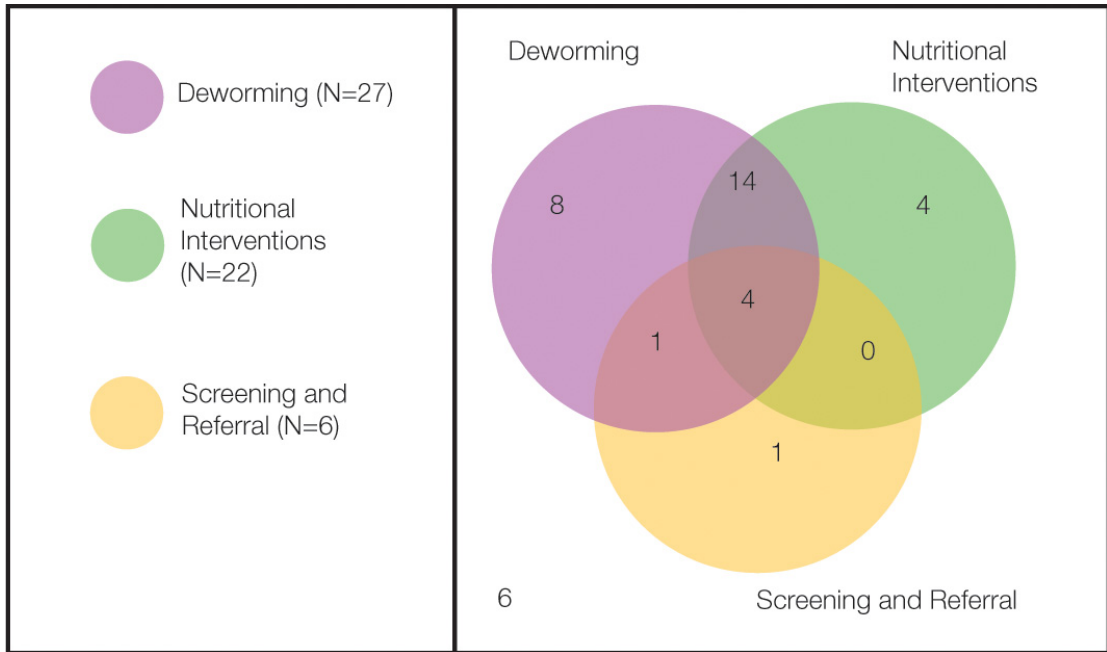 Deworming (N=27)
Nutritional
Interventions
(N=22)
Screening and
Referral (N=6)
Deworming
Nutritional
Interventions
8
14
4
4
1
0
1
6
Screening and Referral